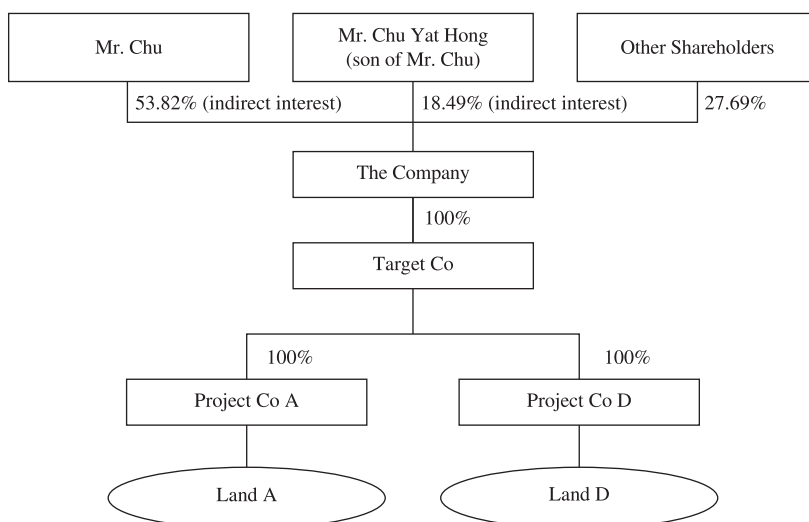 Mr. Chu
Mr. Chu Yat Hong
(son of Mr. Chu)
Other Shareholders
53.82% (indirect interest)
18.49% (indirect interest)
27.69%
The Company
100%
Target Co
100%
100%
Project Co A
Project Co D
Land A
Land D